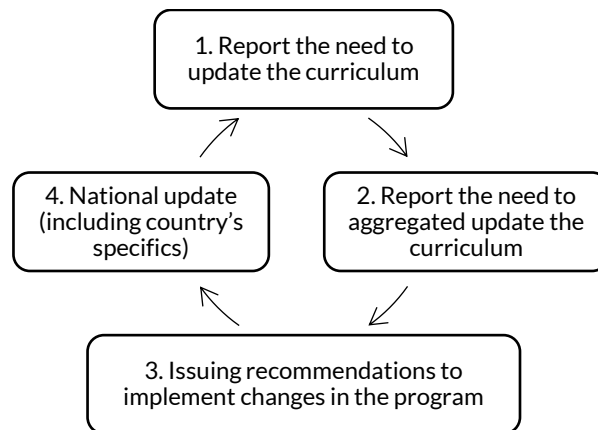 1. Report the need to
update the curriculum
4. National update
(including country's
specifics)
2. Report the need to
aggregated update the
curriculum
3. Issuing recommendations to
implement changes in the program